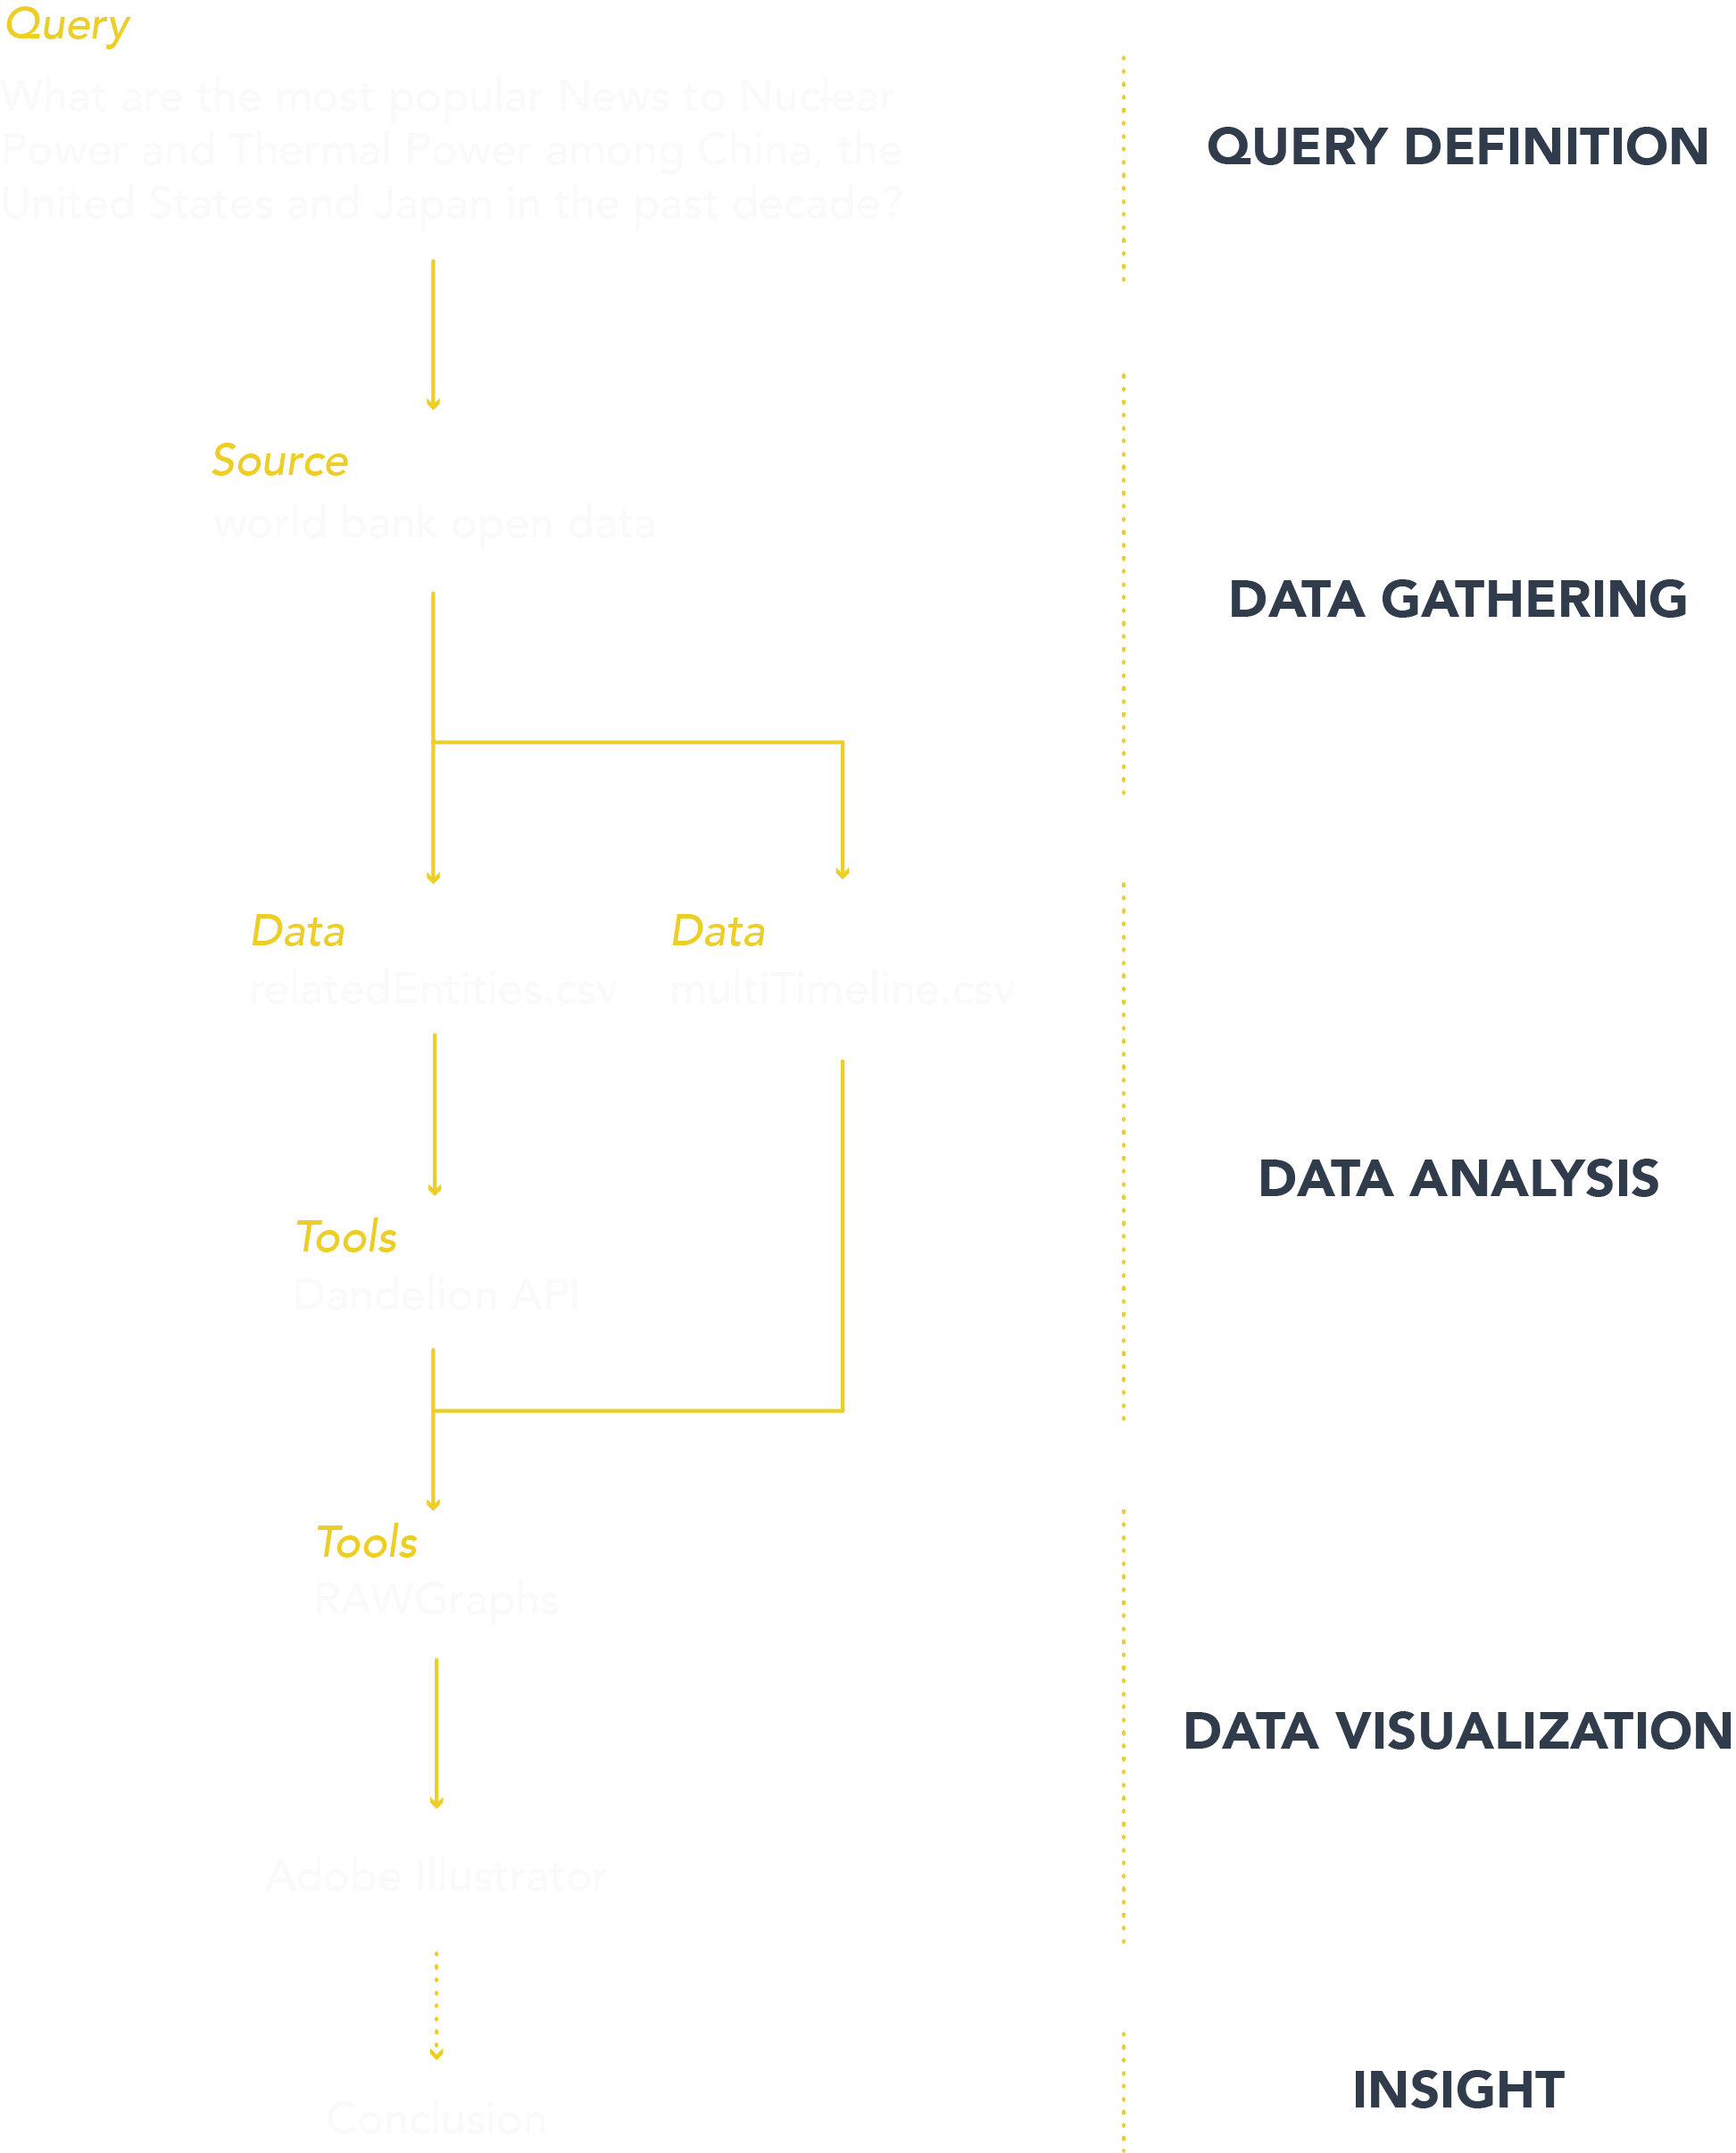 Query
What are the most popular News to Nuclear
Power and Thermal Power among China, the
United States and Japan in the past decade?
QUERY DEFINITION
Source
world bank open data
DATA GATHERING
Data
relatedEntities.csv
Data
multiTimeline.csv
DATA ANALYSIS
Tools
Dandelion API
Tools
RAWGraphs
DATA VISUALIZATION
Adobe Illustrator
INSIGHT
Conclusion